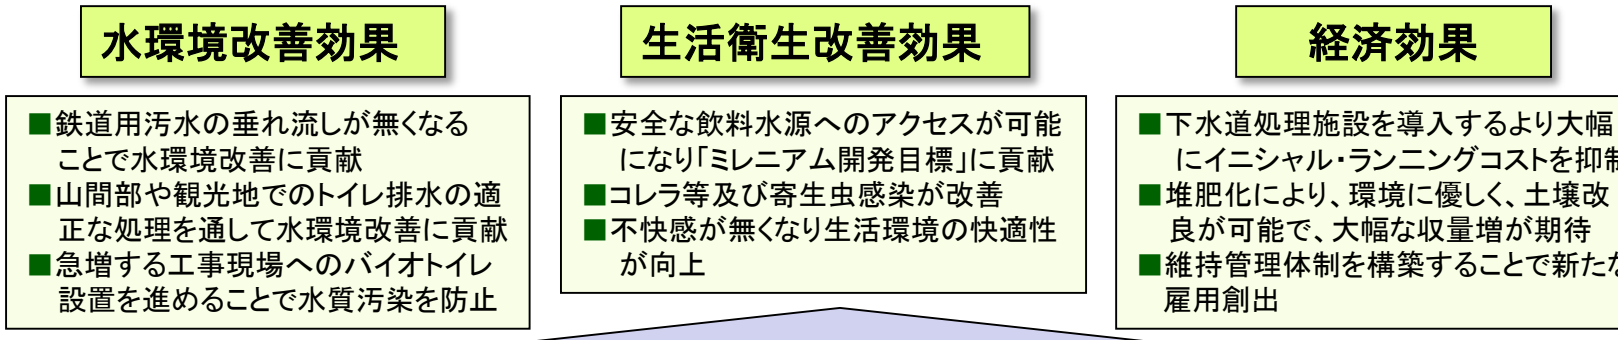 水環境改善効果
■鉄道用汚水の垂れ流しが無くなる
ことで水環境改善に貢献
■山間部や観光地でのトイレ排水の適
正な処理を通して水環境改善に貢献
■急増する工事現場へのバイオトイレ
設置を進めることで水質汚染を防止
生活衛生改善効果
■安全な飲料水源へのアクセスが可能
になり「ミレニアム開発目標」に貢献
■コレラ等及び寄生虫感染が改善
■不快感が無くなり生活環境の快適性
が向上
経済効果
■下水道処理施設を導入するより大幅
にイニシャル・ランニングコストを抑制
■堆肥化により、環境に優しく、土壌改
良が可能で、大幅な収量増が期待
■維持管理体制を構築することで新たな
雇用創出